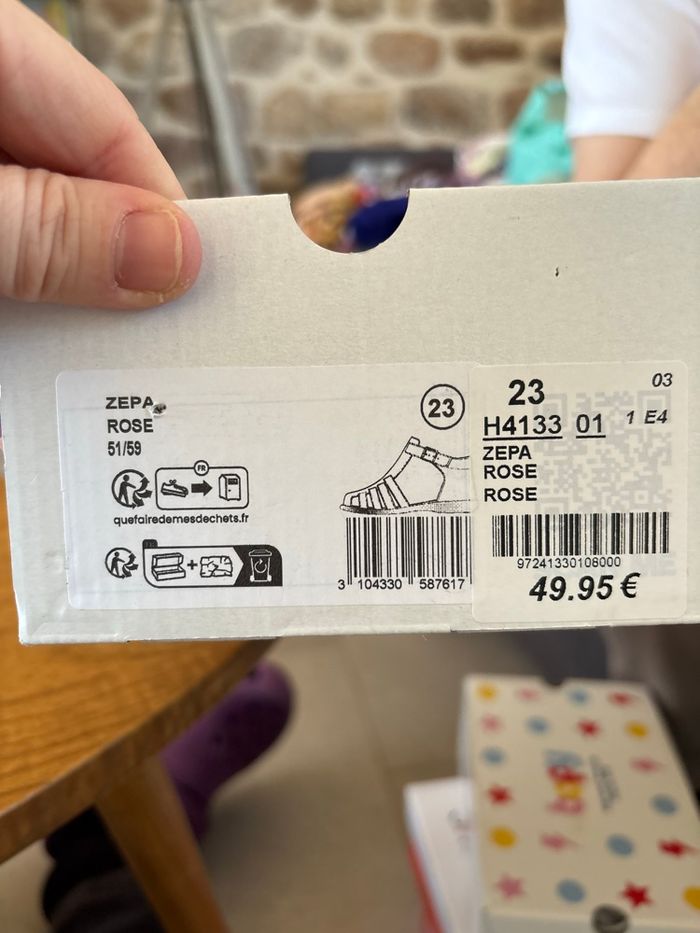 ZEPA
ROSE
51/59
23
FR
quefairedemesdechets.fr
3 104330 587617
03
23
H4133 01 1 E4
ZEPA
ROSE
ROSE
97241330108000
49.95 €